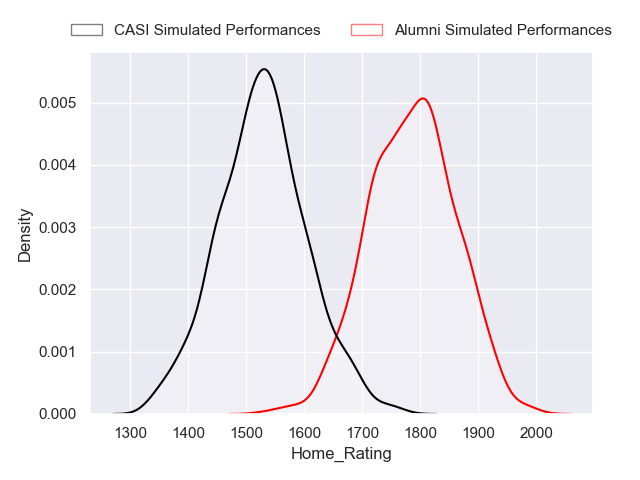 CASI Simulated Performances
Alumni Simulated Performances
0.005
0.004
0.003
0.002
0.001
0.000
Density
1300 1400 1500 1600 1700 1800 1900 2000
Home_Rating